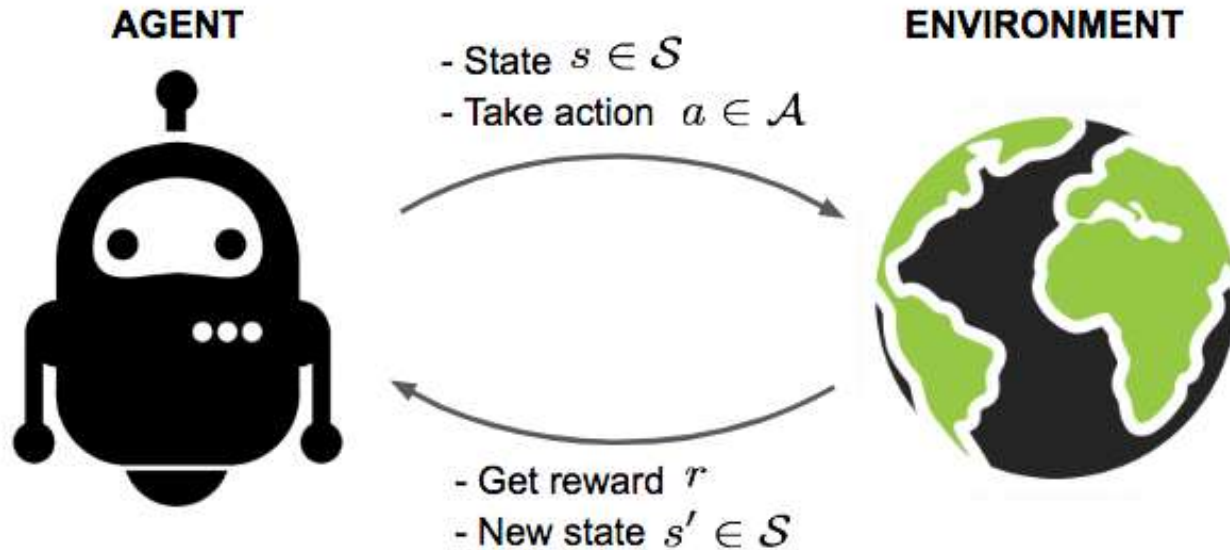 AGENT
ENVIRONMENT
- State s ∈ 𝒮
- Take action a ∈ 𝒜
- Get reward r
- New state s′ ∈ 𝒮